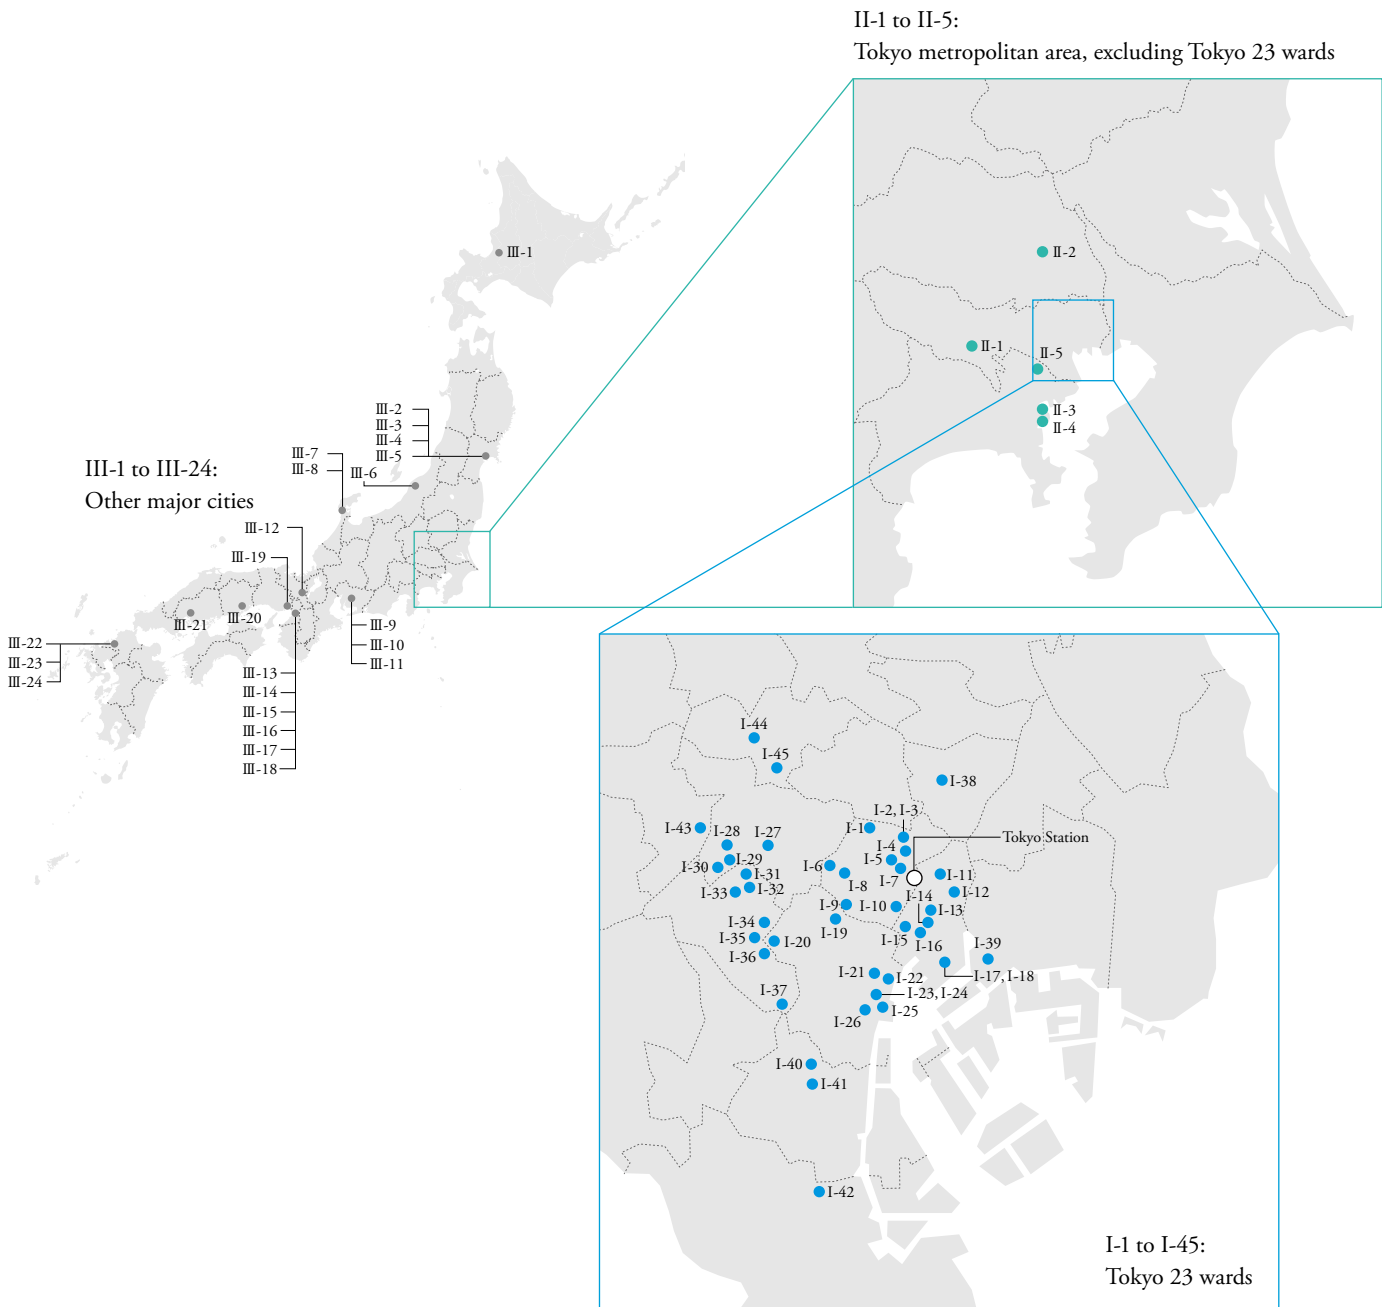 II-1 to II-5:
Tokyo metropolitan area, excluding Tokyo 23 wards
II-2
II-1
II-5
II-3
II-4
III-1
III-2
III-3
III-4
III-5
III-7
III-8
III-6
III-1 to III-24:
Other major cities
III-12
III-19
III-21
III-20
III-22
III-23
III-24
III-9
III-10
III-11
III-13
III-14
III-15
III-16
III-17
III-18
I-44
I-45
I-38
I-2, I-3
I-43
I-28
I-27
I-1
Tokyo Station
I-4
I-29
I-5
I-30
I-6
I-31
I-7
I-11
I-8
I-33
I-32
I-14
I-12
I-9
I-10
I-13
I-34
I-19
I-35
I-20
I-15
I-16
I-39
I-36
I-21
I-22
I-17, I-18
I-37
I-23, I-24
I-26
I-25
I-40
I-41
I-42
I-1 to I-45:
Tokyo 23 wards